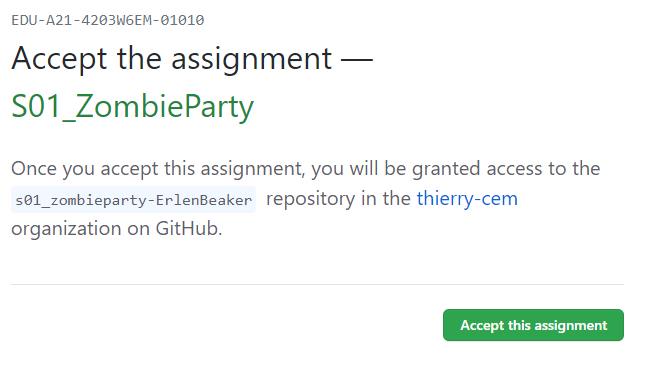 EDU-A21-4203W6EM-01010
Accept the assignment —
S01_ZombieParty
Once you accept this assignment, you will be granted access to the
s01_zombieparty-ErlenBeaker repository in the thierry-cem
organization on GitHub.
Accept this assignment